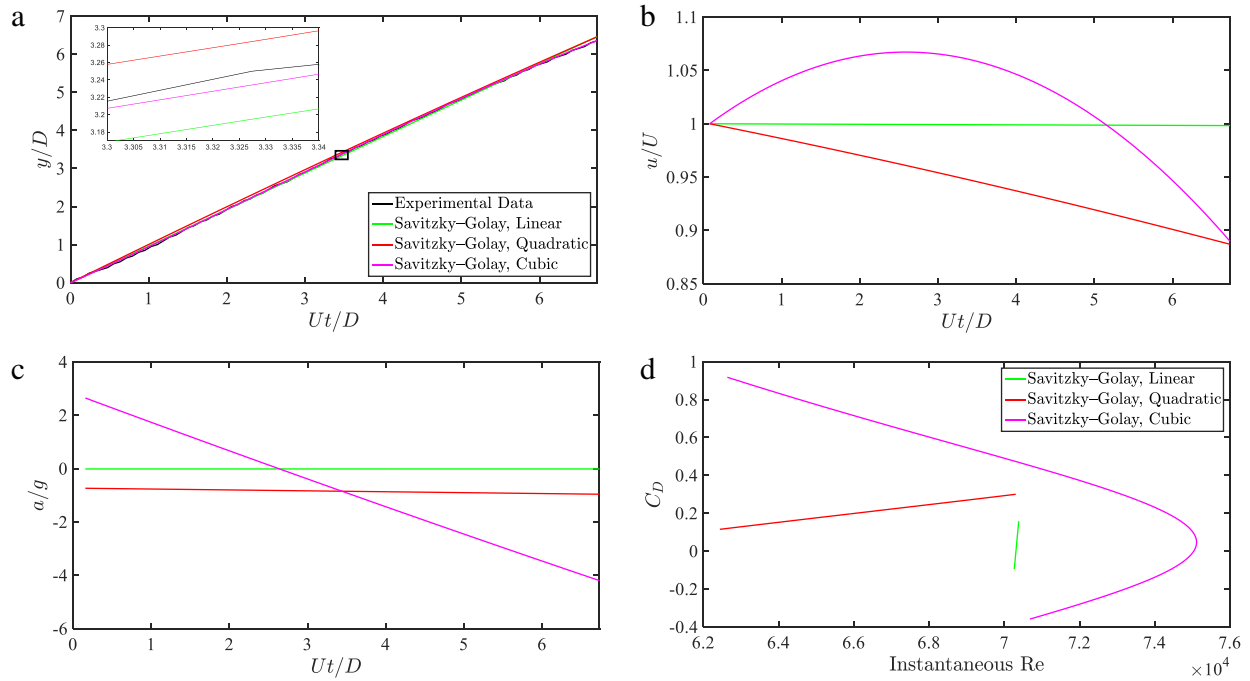 a
7
6
5
4
3
2
1
0
y/D
3.3
3.28
3.26
3.24
3.22
3.2
3.18
3.3 3.305 3.31 3.315 3.32 3.325 3.33 3.335 3.34
Experimental Data
Savitzky–Golay, Linear
Savitzky–Golay, Quadratic
Savitzky–Golay, Cubic
0 1 2 3 4 5 6
Ut/D
b
1.1
1.05
1
0.95
0.9
0.85
u/U
0 1 2 3 4 5 6
Ut/D
c
4
2
0
-2
-4
-6
a/g
0 1 2 3 4 5 6
Ut/D
d
1
0.8
0.6
0.4
0.2
0
-0.2
-0.4
C_D
Savitzky–Golay, Linear
Savitzky–Golay, Quadratic
Savitzky–Golay, Cubic
6.2 6.4 6.6 6.8 7 7.2 7.4 7.6
Instantaneous Re
×10⁴